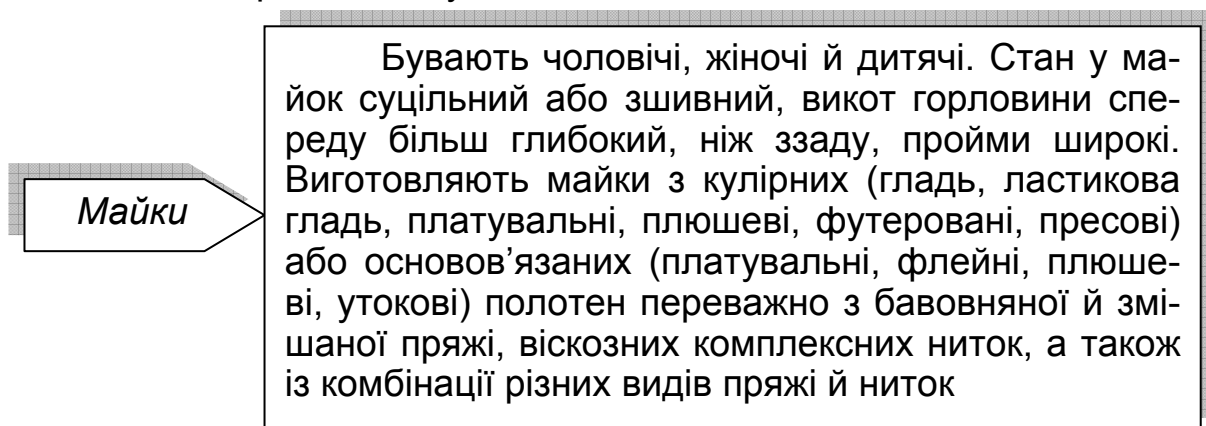 Бувають чоловічі, жіночі й дитячі. Стан у ма-
йок суцільний або зшивний, викот горловини спе-
реду більш глибокий, ніж ззаду, пройми широкі.
Виготовляють майки з кулірних (гладь, ластикова
Майки
гладь, платувальні, плюшеві, футеровані, пресові)
або основов’язаних (платувальні, флейні, плюше-
ві, утокові) полотен переважно з бавовняної й змі-
шаної пряжі, віскозних комплексних ниток, а також
із комбінації різних видів пряжі й ниток